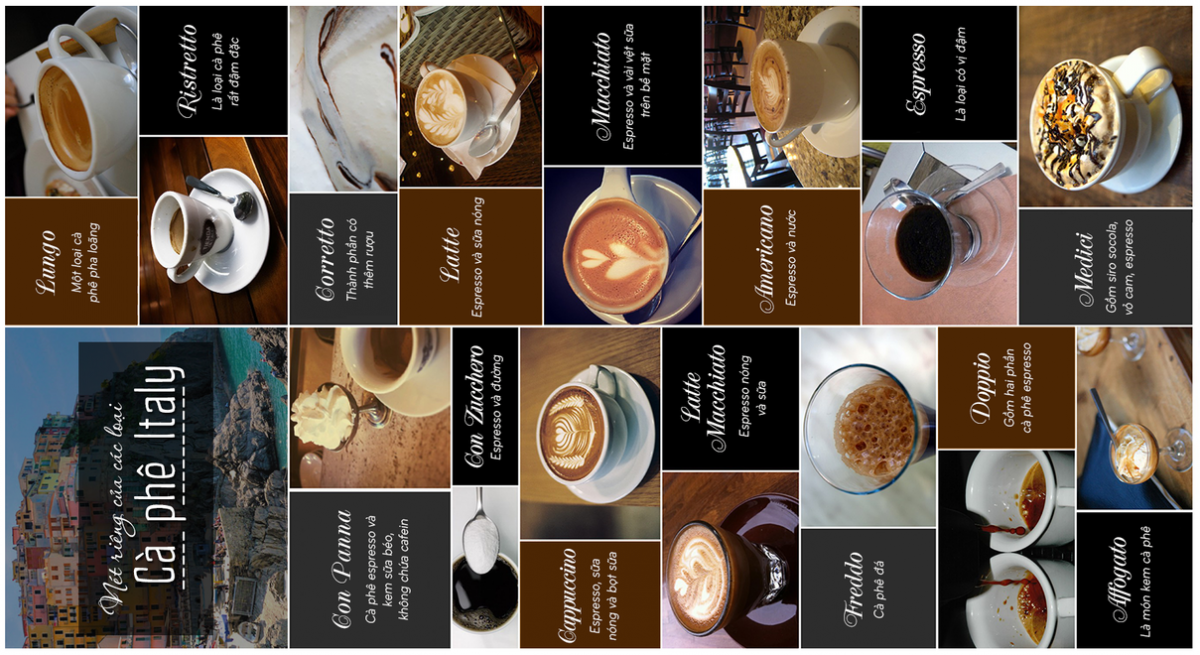 Nét riêng của các loại
Cà phê Italy
Lungo
Một loại cà
phê pha loãng
Ristretto
Là loại cà phê
rất đậm đặc
Con Panna
Cà phê espresso và
kem sữa béo,
không chứa cafein
Corretto
Thành phần có
thêm rượu
Latte
Espresso và sữa nóng
Con Zucchero
Espresso và đường
Cappuccino
Espresso, sữa
nóng và bọt sữa
Macchiato
Espresso và vài vệt sữa
trên bề mặt
Latte
Macchiato
Espresso nóng
và sữa
Americano
Espresso và nước
Freddo
Cà phê đá
Espresso
Là loại có vị đậm
Doppio
Gồm hai phần
cà phê espresso
Medici
Gồm siro socola,
vỏ cam, espresso
Affogato
Là món kem cà phê